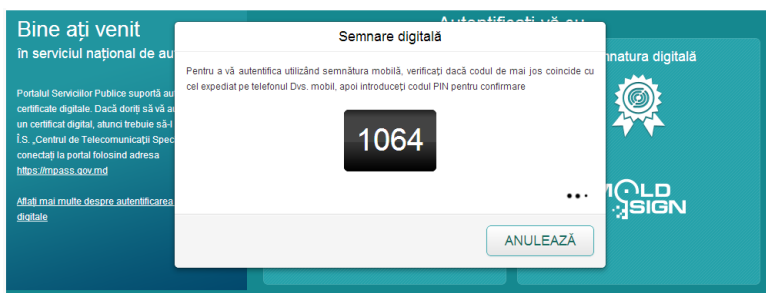 Bine ați venit
în serviciul național de au
Portalul Serviciilor Publice suportă au
certificate digitale. Dacă doriți să vă a
un certificat digital, atunci trebuie să-l
Î.S. „Centrul de Telecomunicații Spec
conectați la portal folosind adresa
https://mpass.gov.md
Aflați mai multe despre autentificarea
digitale
Autentificați-vă cu
Semnare digitală
Pentru a vă autentifica utilizând semnătura mobilă, verificați dacă codul de mai jos coincide cu
cel expediat pe telefonul Dvs. mobil, apoi introduceți codul PIN pentru confirmare
1064
ANULEAZĂ
mnatura digitală
MOLD
SIGN